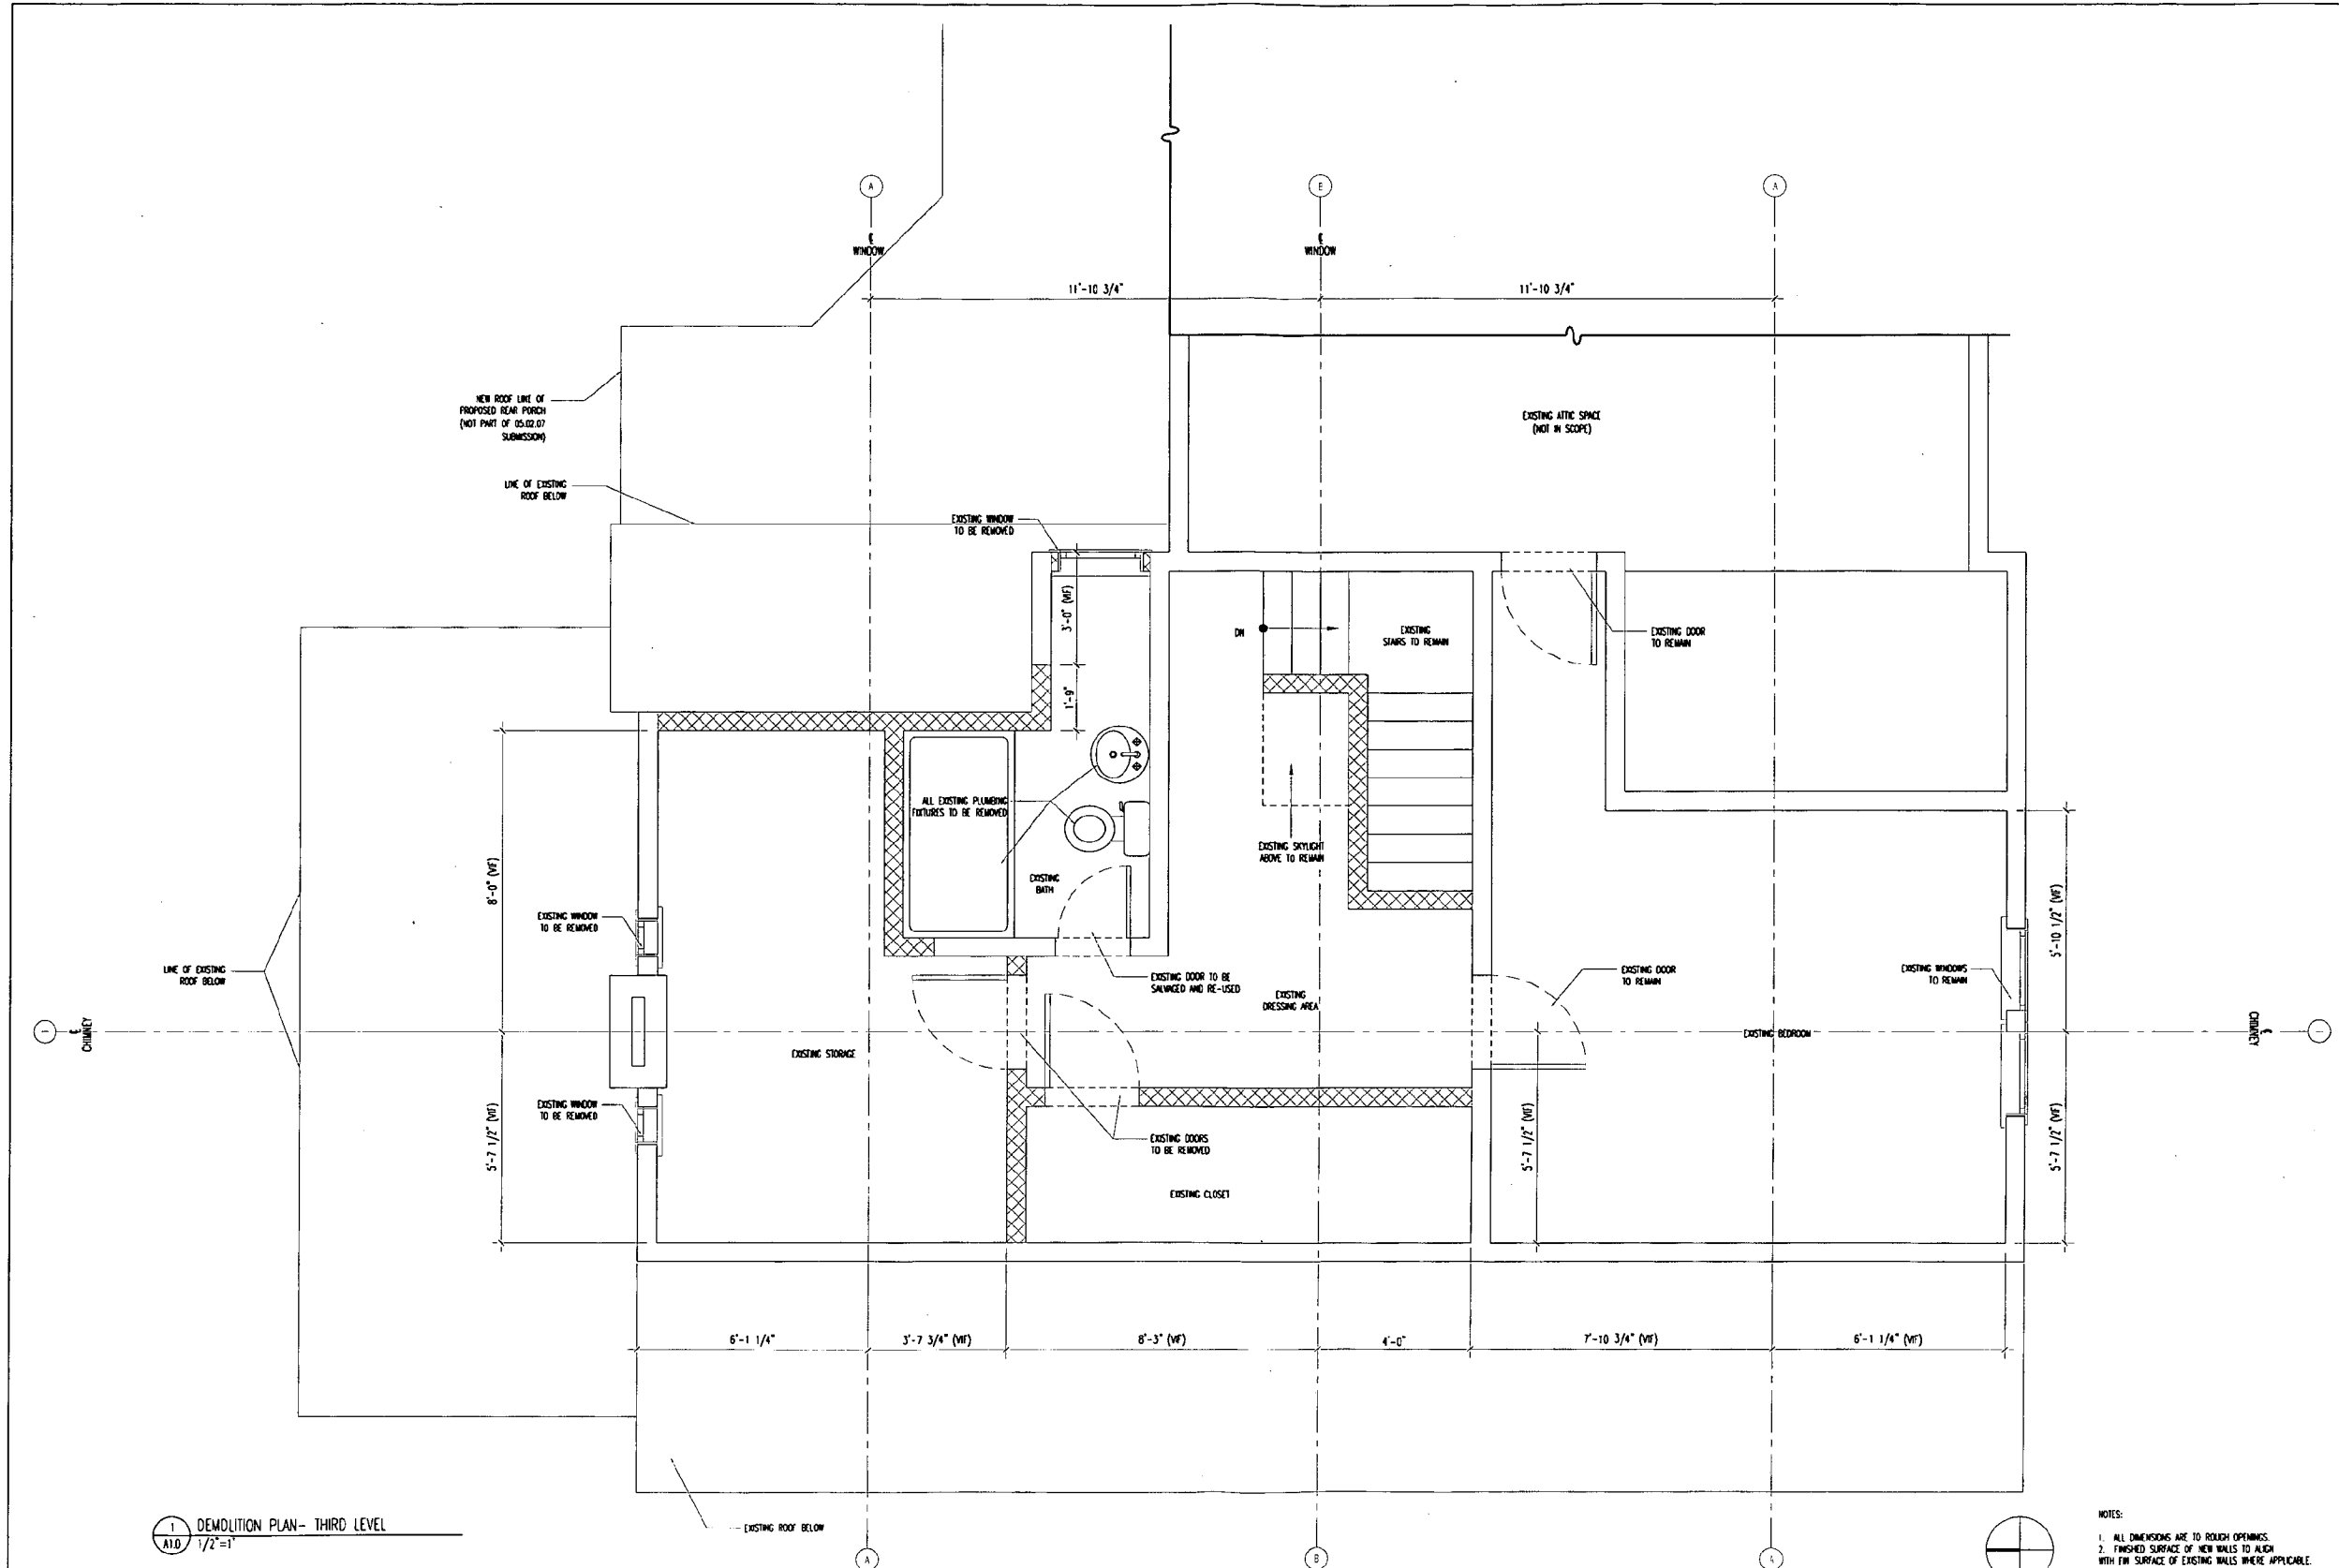 A
B
A
℄
WINDOW
℄
WINDOW
11'-10 3/4"
11'-10 3/4"
NEW ROOF LINE OF
PROPOSED REAR PORCH
(NOT PART OF 05.02.07
SUBMISSION)
EXISTING ATTIC SPACE
(NOT IN SCOPE)
LINE OF EXISTING
ROOF BELOW
EXISTING WINDOW
TO BE REMOVED
3'-0" (VIF)
DN
EXISTING
STAIRS TO REMAIN
EXISTING DOOR
TO REMAIN
1'-9"
ALL EXISTING PLUMBING
FIXTURES TO BE REMOVED
EXISTING SKYLIGHT
ABOVE TO REMAIN
EXISTING
BATH
8'-0" (VIF)
5'-10 1/2" (VIF)
EXISTING WINDOW
TO BE REMOVED
LINE OF EXISTING
ROOF BELOW
EXISTING DOOR TO BE
SALVAGED AND RE-USED
EXISTING DOOR
TO REMAIN
EXISTING WINDOWS
TO REMAIN
EXISTING
DRESSING AREA
1
℄
CHIMNEY
EXISTING STORAGE
EXISTING BEDROOM
℄
CHIMNEY
EXISTING WINDOW
TO BE REMOVED
5'-7 1/2" (VIF)
EXISTING DOORS
TO BE REMOVED
5'-7 1/2" (VIF)
5'-7 1/2" (VIF)
EXISTING CLOSET
6'-1 1/4"
3'-7 3/4" (VIF)
8'-3" (VIF)
4'-0"
7'-10 3/4" (VIF)
6'-1 1/4" (VIF)
1
A1.0
DEMOLITION PLAN- THIRD LEVEL
1/2"=1'
EXISTING ROOF BELOW
A
B
NOTES:
1. ALL DIMENSIONS ARE TO ROUGH OPENINGS.
2. FINISHED SURFACE OF NEW WALLS TO ALIGN
WITH FIN SURFACE OF EXISTING WALLS WHERE APPLICABLE.